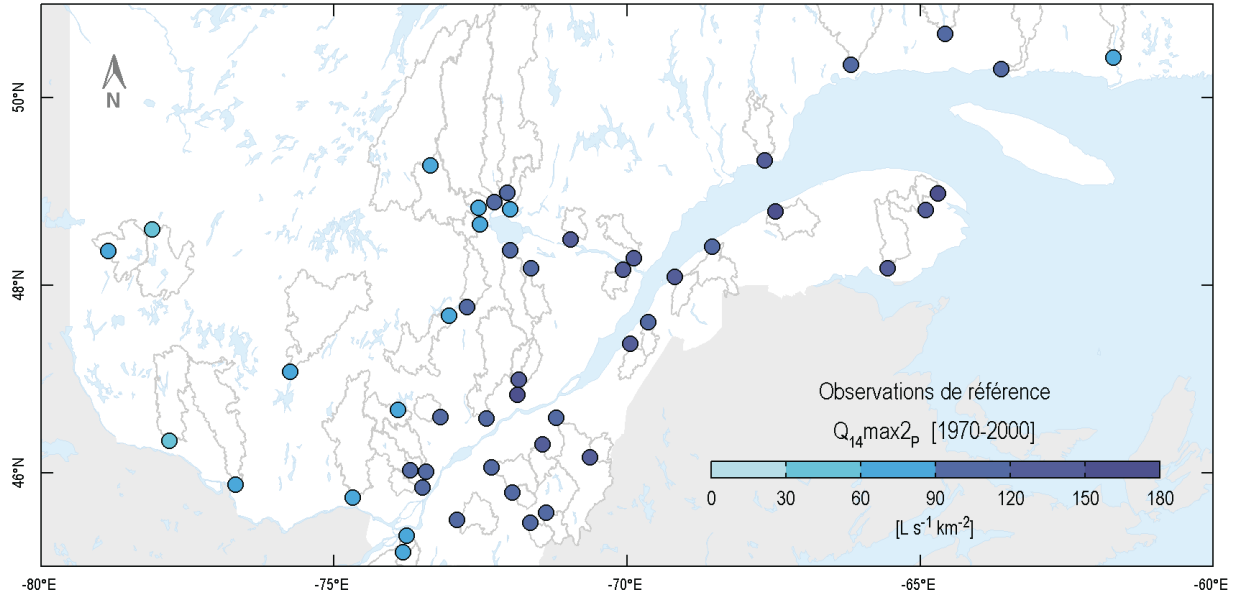 50°N
48°N
46°N
N
Observations de référence
Q14max2P [1970-2000]
0 30 60 90 120 150 180
[L s-1 km-2]
-80°E -75°E -70°E -65°E -60°E